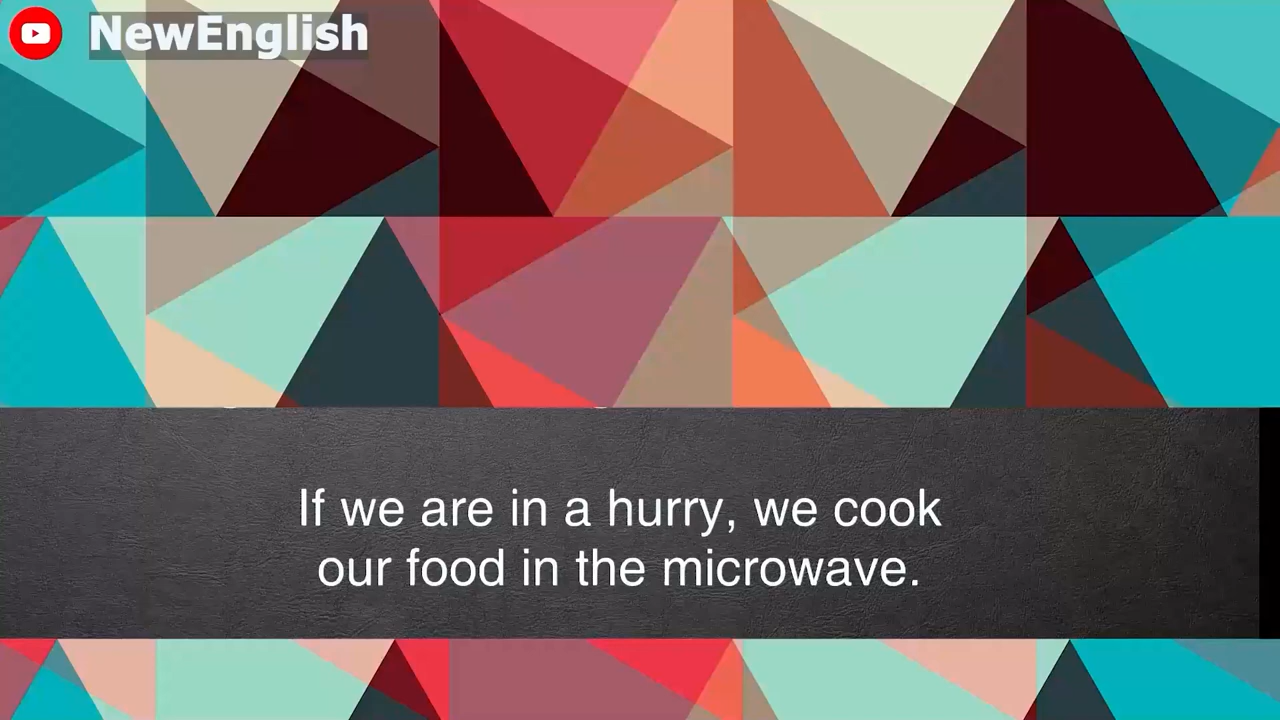 NewEnglish
If we are in a hurry, we cook
our food in the microwave.